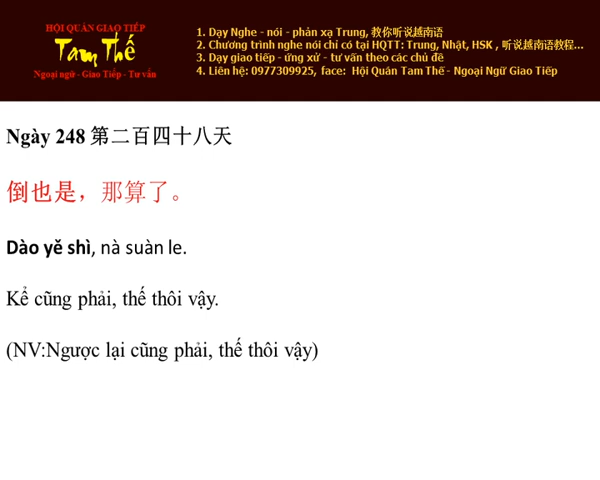 HỘI QUÁN GIAO TIẾP
Tam Thế
Ngoại ngữ - Giao Tiếp - Tư vấn
1. Dạy Nghe - nói - phản xạ Trung, 教你听说越南语
2. Chương trình nghe nói chỉ có tại HQTT: Trung, Nhật, HSK , 听说越南语教程...
3. Dạy giao tiếp - ứng xử - tư vấn theo các chủ đề
4. Liên hệ: 0977309925, face: Hội Quán Tam Thế - Ngoại Ngữ Giao Tiếp
Ngày 248 第二百四十八天
倒也是，那算了。
Dào yě shì, nà suàn le.
Kể cũng phải, thế thôi vậy.
(NV:Ngược lại cũng phải, thế thôi vậy)